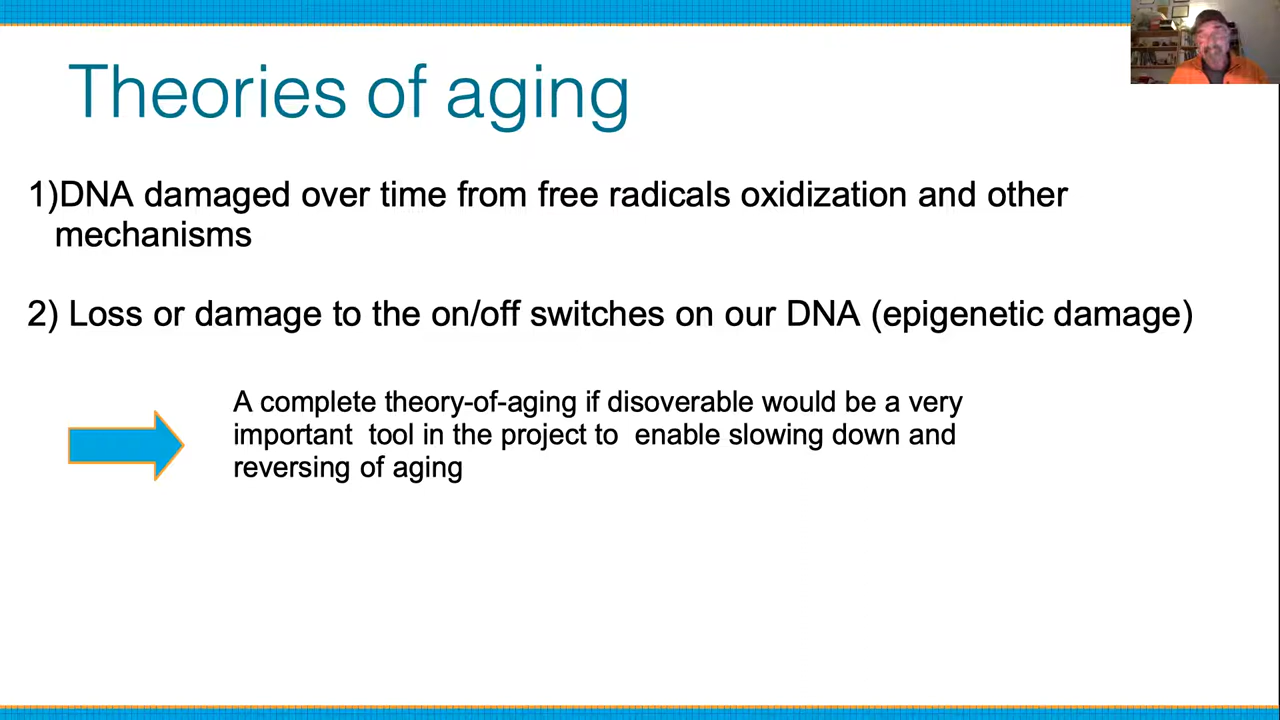 Theories of aging
1)DNA damaged over time from free radicals oxidization and other
mechanisms
2) Loss or damage to the on/off switches on our DNA (epigenetic damage)
A complete theory-of-aging if disoverable would be a very
important tool in the project to enable slowing down and
reversing of aging